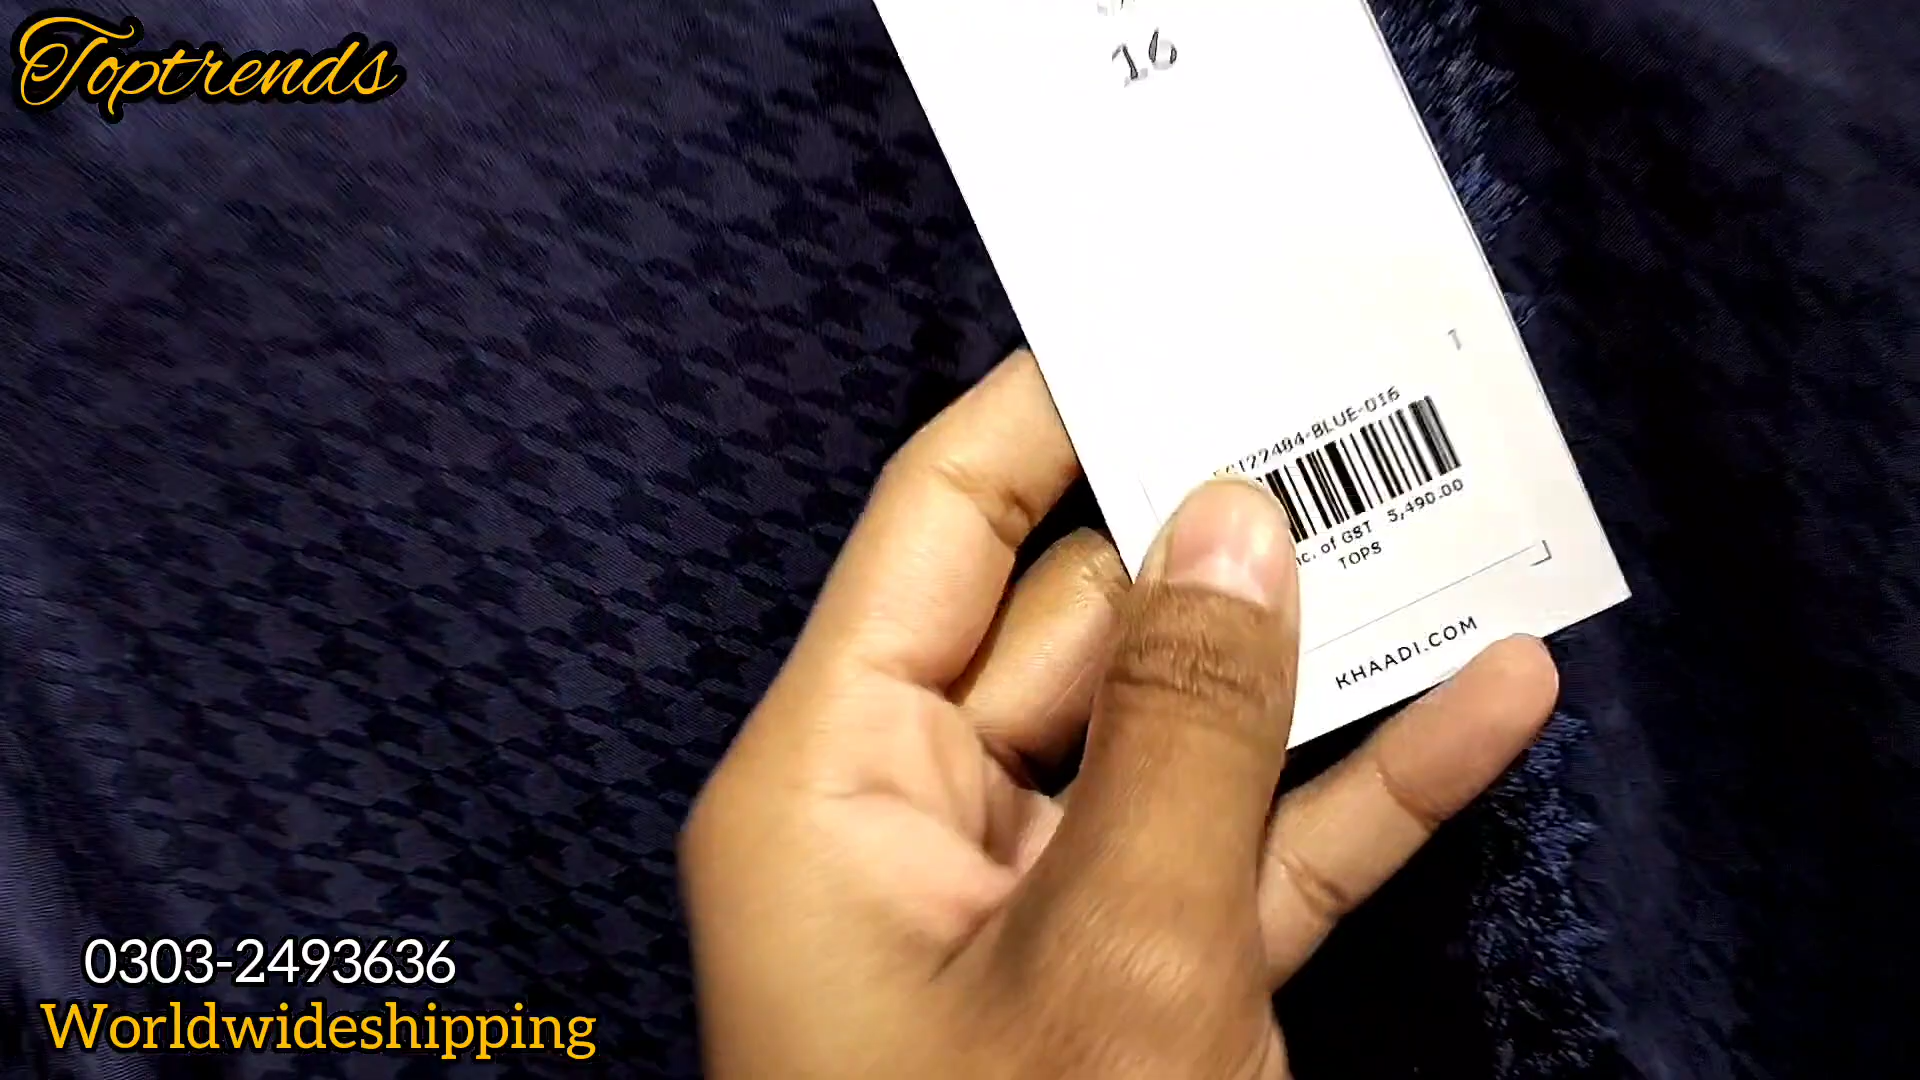 Toptrends
16
22484-BLUE-016
of GST 5,490.00
TOPS
KHAADI.COM
0303-2493636
Worldwideshipping